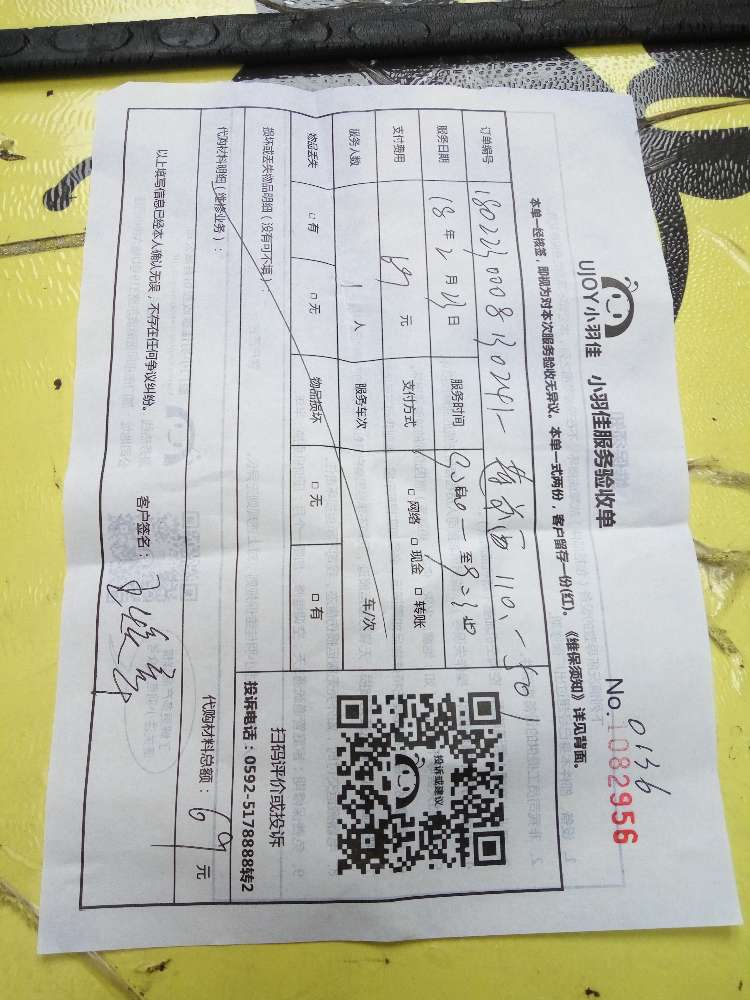 UJOY小羽佳 小羽佳服务验收单
0136
No.1082956
本单一经核签，即视为对本次服务验收无异议。本单一式两份，客户留存一份(红)。《维保须知》详见背面。
订单编号
服务日期 18 年 2 月 23 日 服务时间 至
支付费用 元 支付方式 □ 网络 □ 现金 □ 转账
服务人数 1 人 服务车次 车/次
物品丢失 □ 有 □ 无 物品损坏 □ 无 □ 有
投诉或建议
扫码评价或投诉
投诉电话：0592-5178888转2
损坏或丢失物品明细（没有可不填）：
代购材料明细（维修业务）：
代购材料总额： 元
以上填写信息已经本人确认无误，不存在任何争议纠纷。 客户签名：